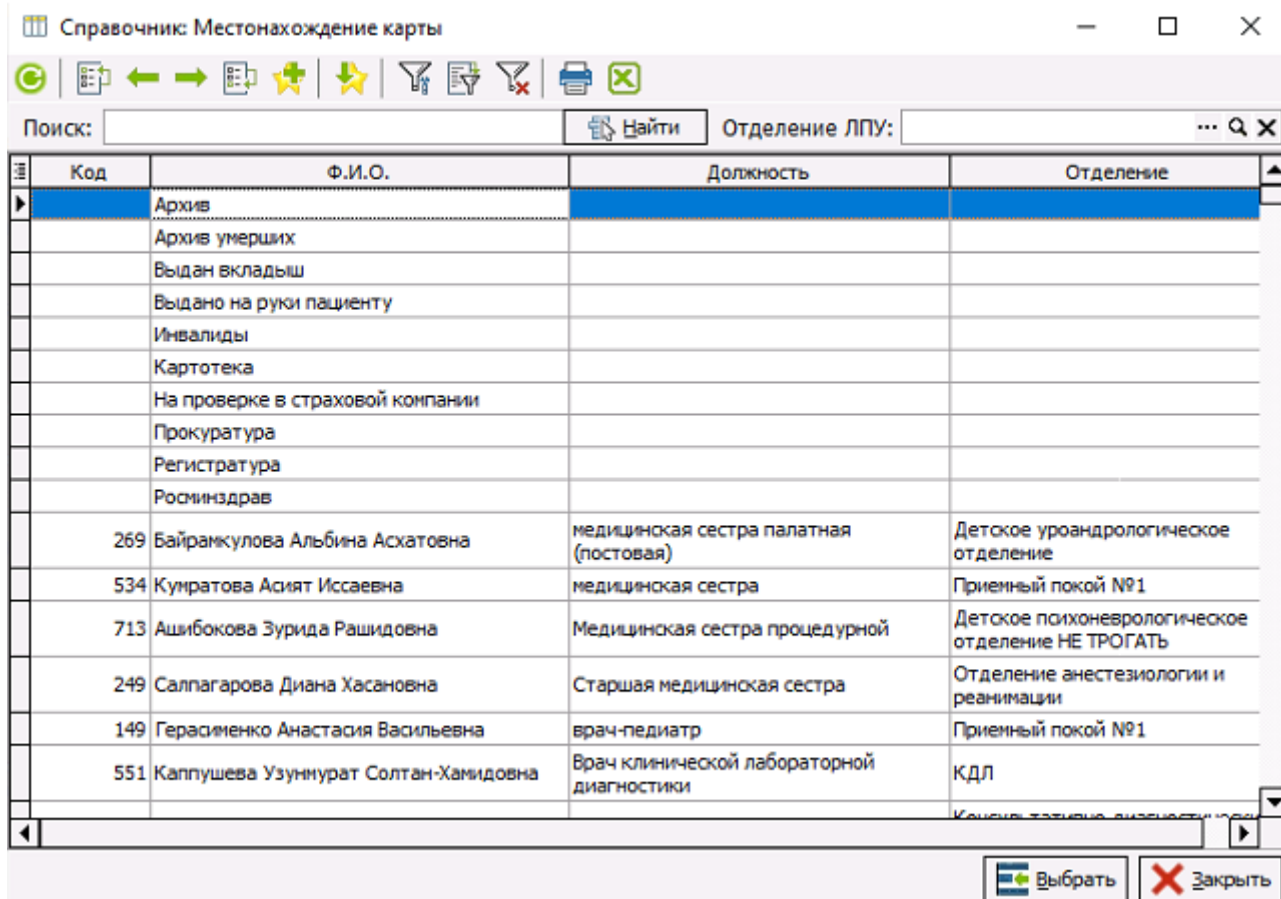 Справочник: Местонахождение карты
Поиск: Найти Отделение ЛПУ:
Код Ф.И.О. Должность Отделение
Архив
Архив умерших
Выдан вкладыш
Выдано на руки пациенту
Инвалиды
Картотека
На проверке в страховой компании
Прокуратура
Регистратура
Росминздрав
269 Байрамкулова Альбина Асхатовна медицинская сестра палатная (постовая) Детское уроандрологическое отделение
534 Кумратова Асият Иссаевна медицинская сестра Приемный покой №1
713 Ашибокова Зурида Рашидовна Медицинская сестра процедурной Детское психоневрологическое отделение НЕ ТРОГАТЬ
249 Салпагарова Диана Хасановна Старшая медицинская сестра Отделение анестезиологии и реанимации
149 Герасименко Анастасия Васильевна врач-педиатр Приемный покой №1
551 Каппушева Узунмурат Солтан-Хамидовна Врач клинической лабораторной диагностики КДЛ
Выбрать Закрыть